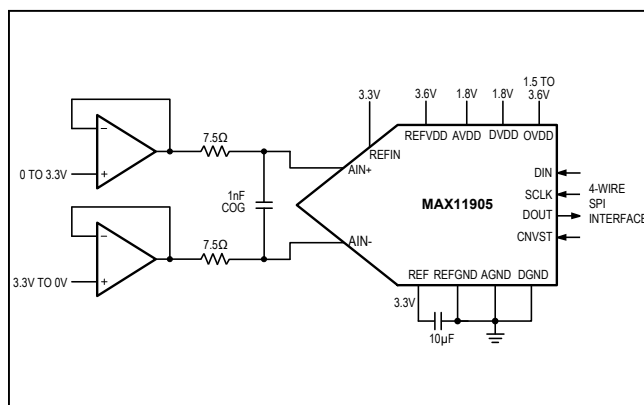 3.3V
3.6V
1.8V
1.8V
1.5 TO
3.6V
REFVDD
AVDD
DVDD
OVDD
REFIN
−
+
0 TO 3.3V
7.5Ω
AIN+
1nF
COG
MAX11905
DIN
SCLK
DOUT
CNVST
4-WIRE
SPI
INTERFACE
−
+
3.3V TO 0V
7.5Ω
AIN-
REF
REFGND
AGND
DGND
3.3V
10µF